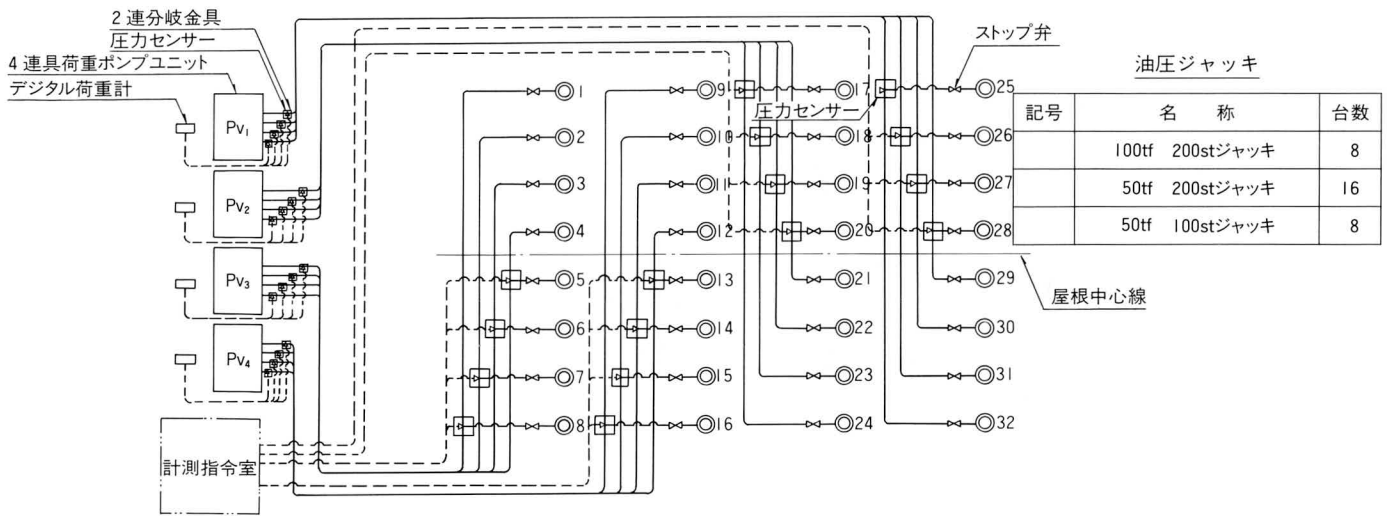 2連分岐金具
圧力センサー
4連具荷重ポンプユニット
デジタル荷重計
Pv1
Pv2
Pv3
Pv4
計測指令室
1
2
3
4
5
6
7
8
9
10
11
12
13
14
15
16
圧力センサー
17
18
19
20
21
22
23
24
ストップ弁
25
26
27
28
29
30
31
32
屋根中心線
油圧ジャッキ
記号 名 称 台数
100tf 200stジャッキ 8
50tf 200stジャッキ 16
50tf 100stジャッキ 8